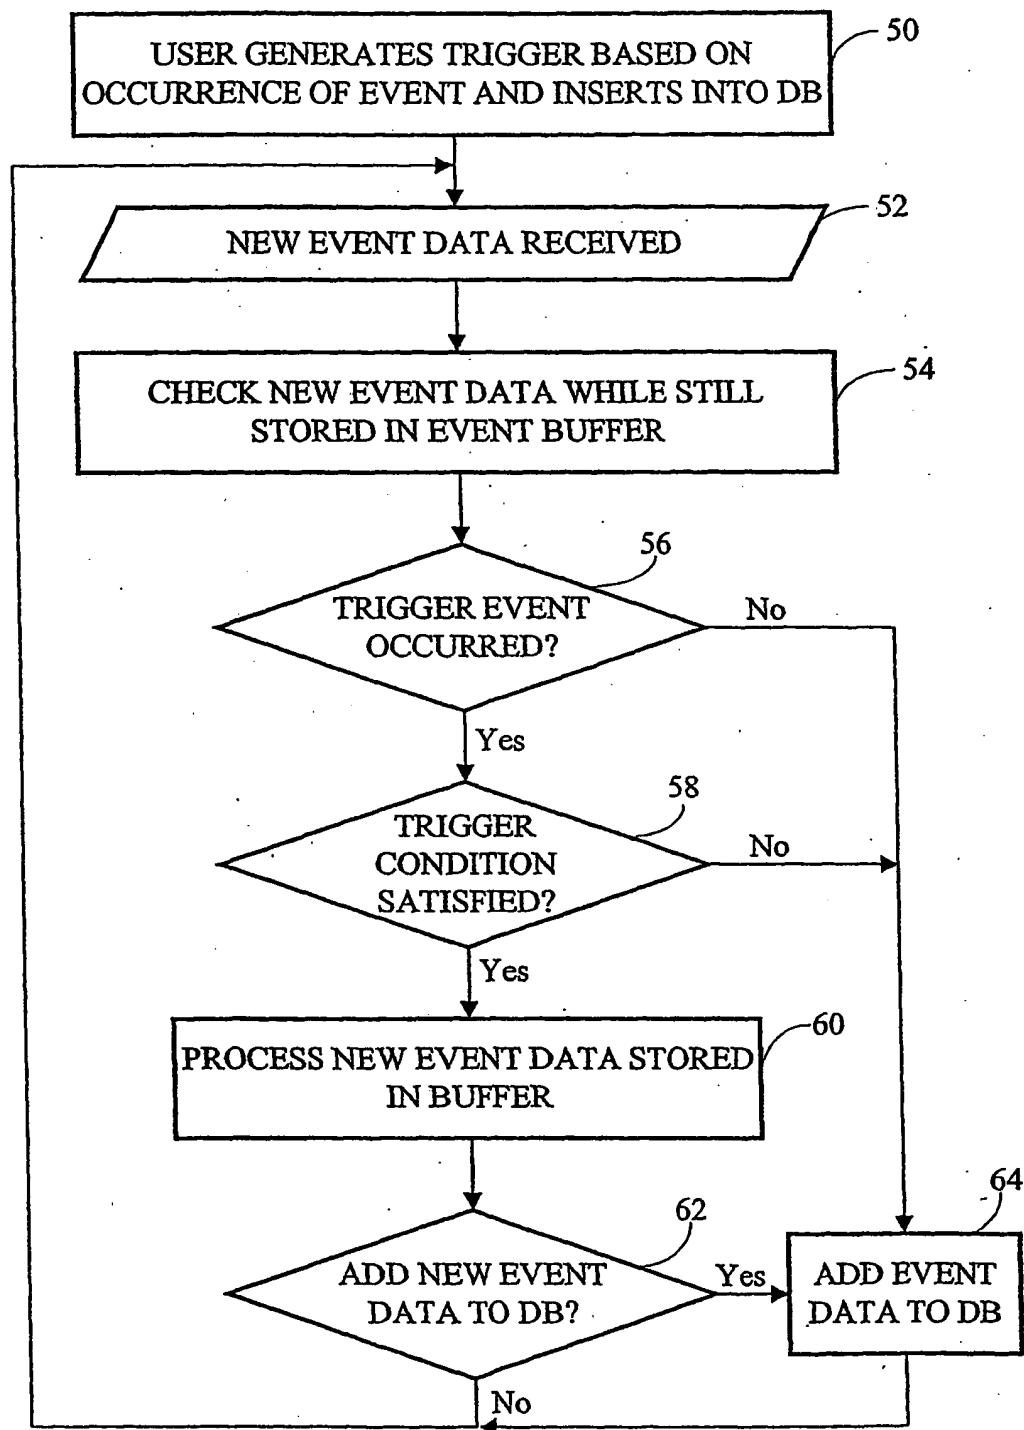 USER GENERATES TRIGGER BASED ON
OCCURRENCE OF EVENT AND INSERTS INTO DB
50
NEW EVENT DATA RECEIVED
52
CHECK NEW EVENT DATA WHILE STILL
STORED IN EVENT BUFFER
54
TRIGGER EVENT
OCCURRED?
56
No
Yes
TRIGGER
CONDITION
SATISFIED?
58
No
Yes
PROCESS NEW EVENT DATA STORED
IN BUFFER
60
ADD NEW EVENT
DATA TO DB?
62
Yes
No
ADD EVENT
DATA TO DB
64